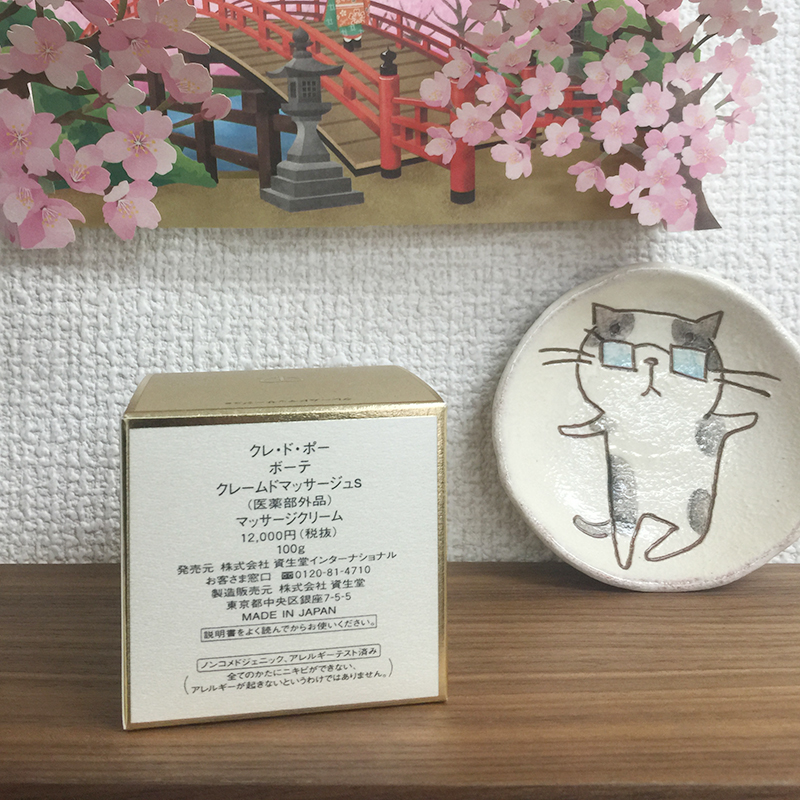 クレ・ド・ポー
ボーテ
クレームドマッサージュs
（医薬部外品）
マッサージクリーム
12,000円（税抜）
100g
発売元 株式会社 資生堂インターナショナル
お客さま窓口 0120-81-4710
製造販売元 株式会社 資生堂
東京都中央区銀座7-5-5
MADE IN JAPAN
説明書をよく読んでからお使いください。
ノンコメドジェニック、アレルギーテスト済み
（全てのかたにニキビができない、
アレルギーが起きないというわけではありません。）